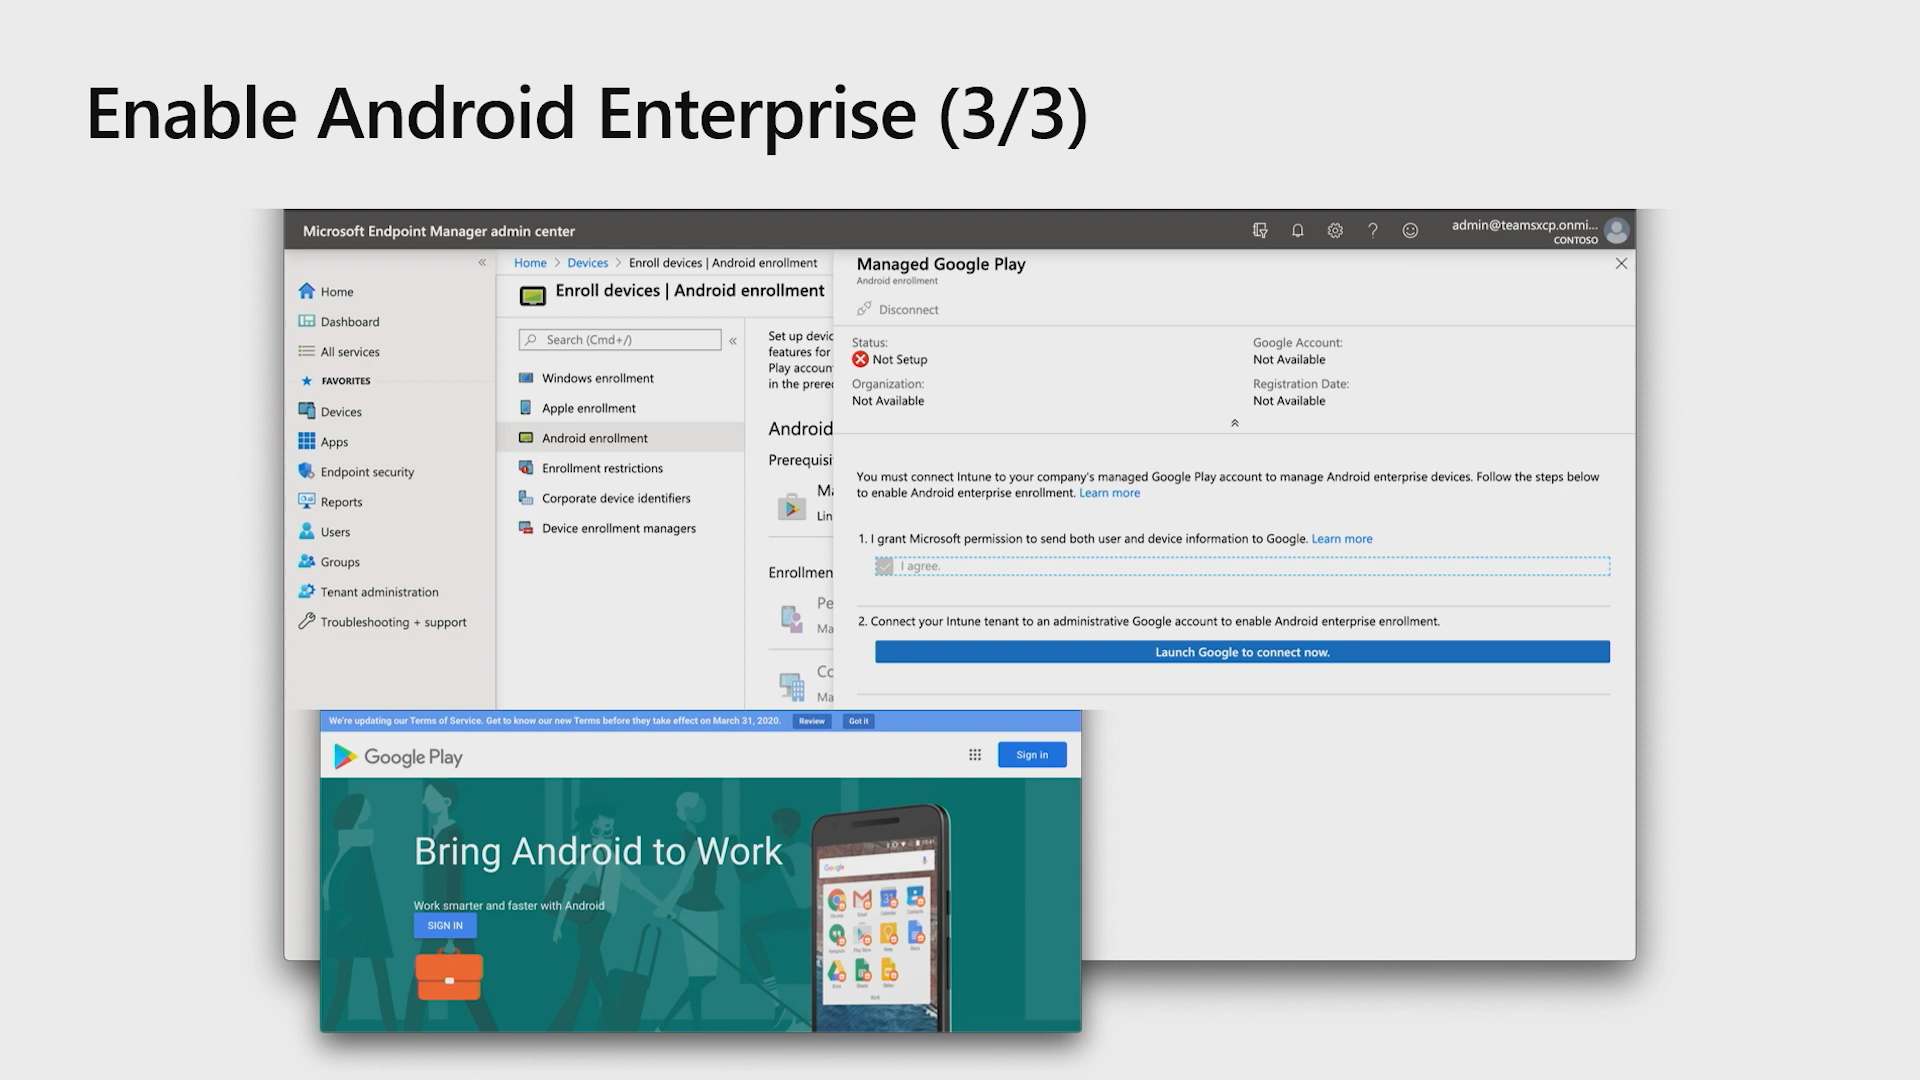 Enable Android Enterprise (3/3)
Microsoft Endpoint Manager admin center
admin@teamsxcp.onmi...
CONTOSO
Home
Dashboard
All services
FAVORITES
Devices
Apps
Endpoint security
Reports
Users
Groups
Tenant administration
Troubleshooting + support
Home > Devices > Enroll devices | Android enrollment
Enroll devices | Android enrollment
Search (Cmd+/)
Windows enrollment
Apple enrollment
Android enrollment
Enrollment restrictions
Corporate device identifiers
Device enrollment managers
Set up devic
features for
Play accoun
in the prere
Android
Prerequisi
Ma
Lin
Enrollmen
Pe
Ma
Co
Ma
Managed Google Play
Android enrollment
Disconnect
Status:
Not Setup
Organization:
Not Available
Google Account:
Not Available
Registration Date:
Not Available
You must connect Intune to your company's managed Google Play account to manage Android enterprise devices. Follow the steps below
to enable Android enterprise enrollment. Learn more
1. I grant Microsoft permission to send both user and device information to Google. Learn more
I agree.
2. Connect your Intune tenant to an administrative Google account to enable Android enterprise enrollment.
Launch Google to connect now.
We're updating our Terms of Service. Get to know our new Terms before they take effect on March 31, 2020. Review Got it
Google Play
Sign in
Bring Android to Work
Work smarter and faster with Android
SIGN IN
Google
Work